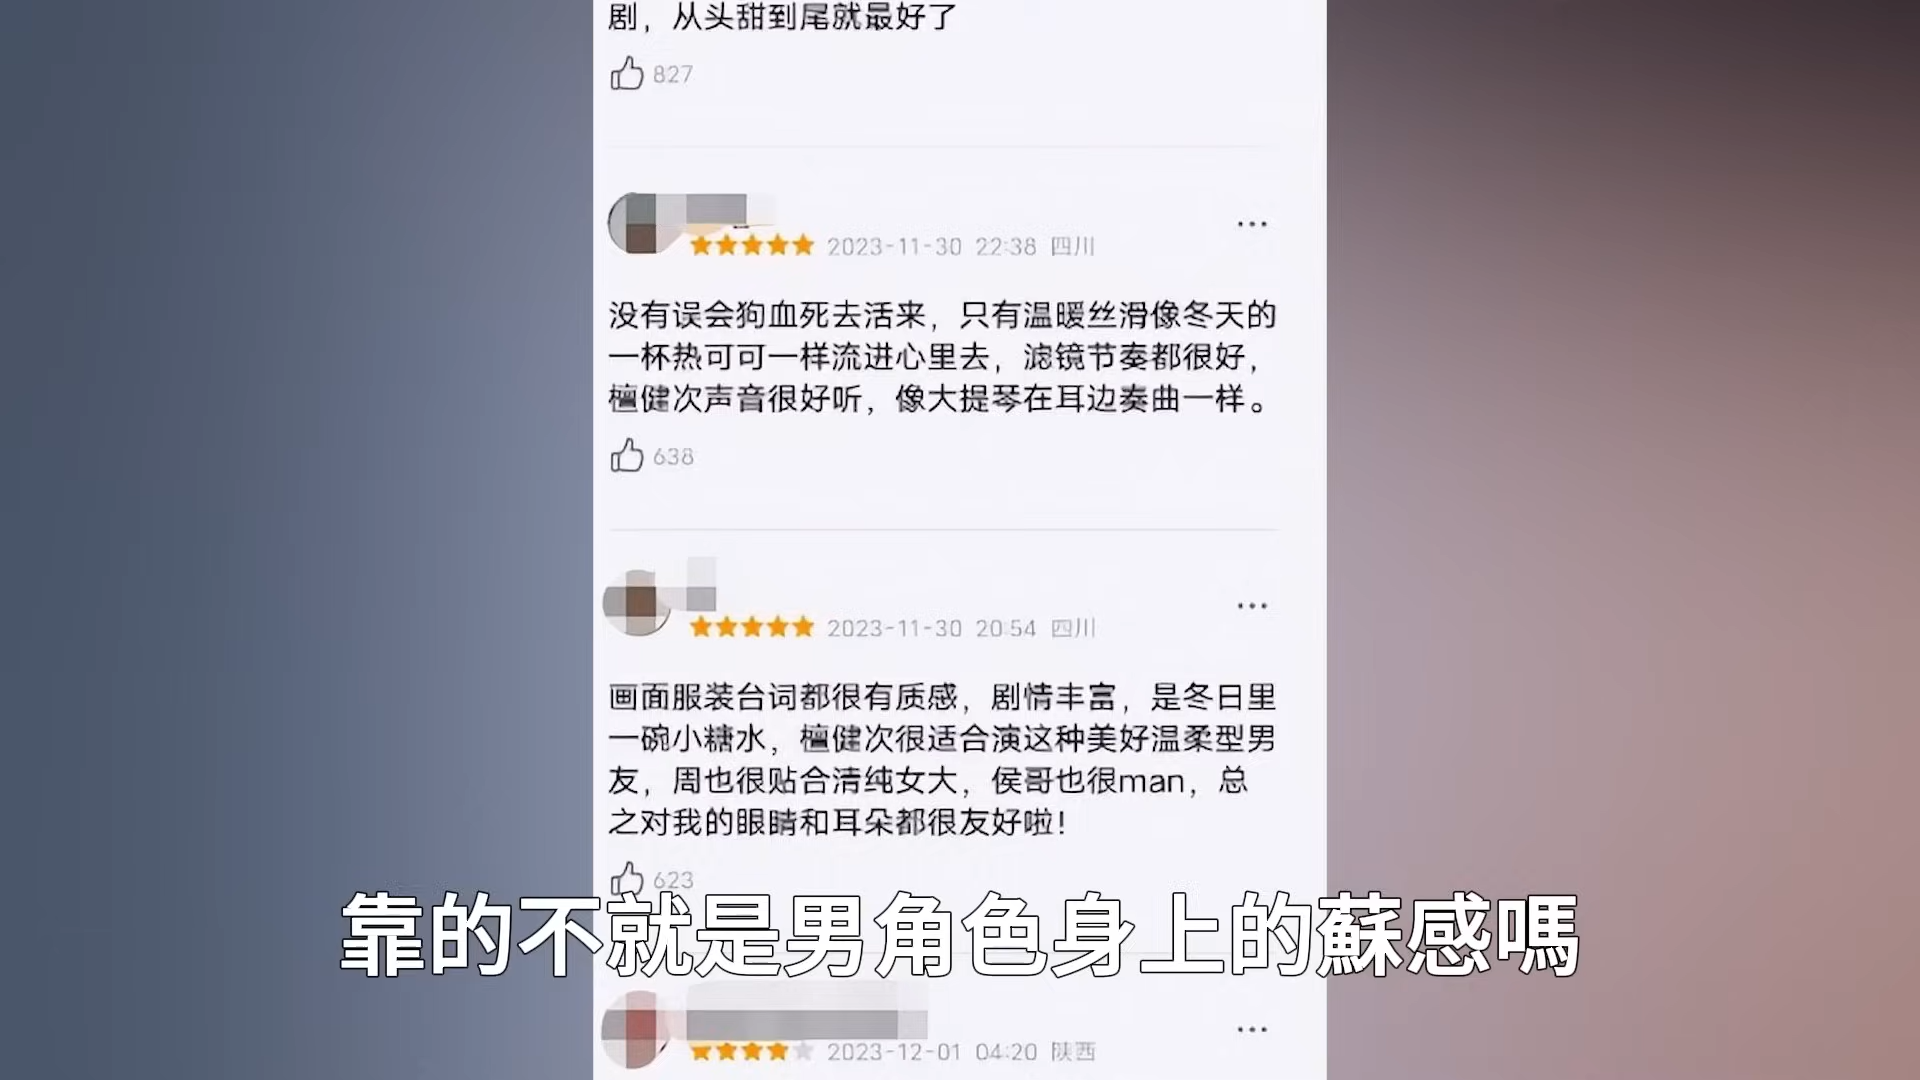 剧，从头甜到尾就最好了
827
2023-11-30 22:38 四川
没有误会狗血死去活来，只有温暖丝滑像冬天的
一杯热可可一样流进心里去，滤镜节奏都很好，
檀健次声音很好听，像大提琴在耳边奏曲一样。
638
2023-11-30 20:54 四川
画面服装台词都很有质感，剧情丰富，是冬日里
一碗小糖水，檀健次很适合演这种美好温柔型男
友，周也很贴合清纯女大，侯哥也很man，总
之对我的眼睛和耳朵都很友好啦！
623
靠的不就是男角色身上的蘇感嗎
2023-12-01 04:20 陕西